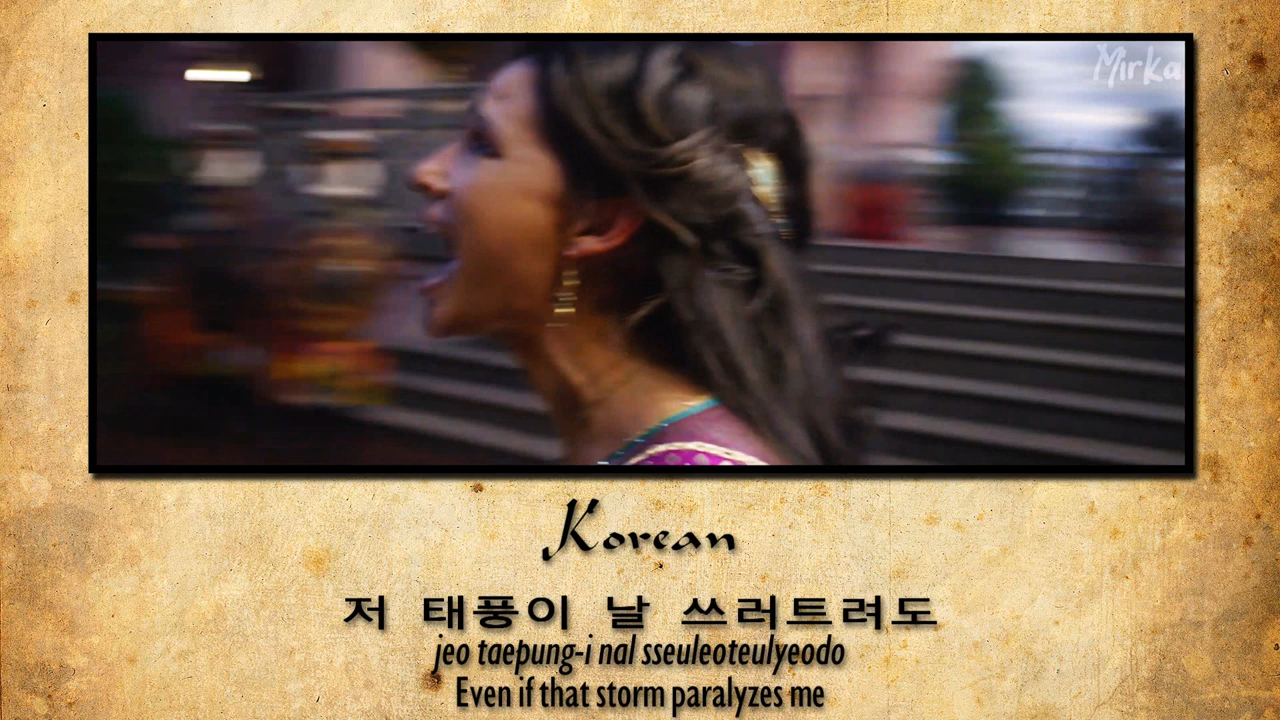 Mirka
Korean
저 태풍이 날 쓰러트려도
jeo taepung-i nal sseuleoteulyeodo
Even if that storm paralyzes me